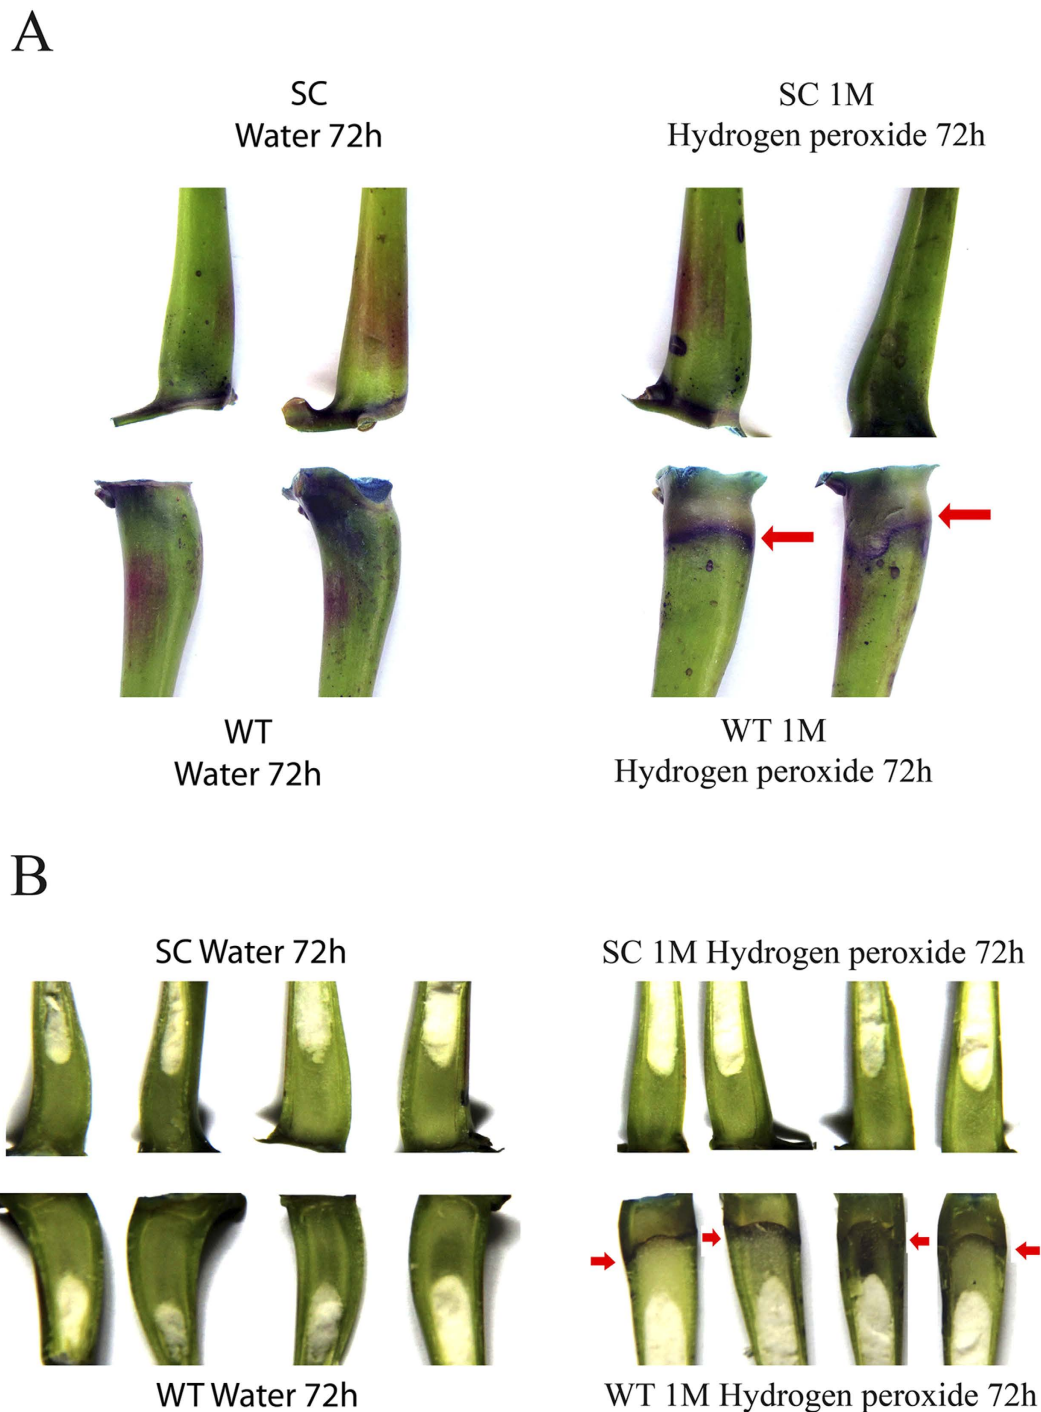 A
SC
Water 72h
SC 1M
Hydrogen peroxide 72h
WT
Water 72h
WT 1M
Hydrogen peroxide 72h
B
SC Water 72h
SC 1M Hydrogen peroxide 72h
WT Water 72h
WT 1M Hydrogen peroxide 72h